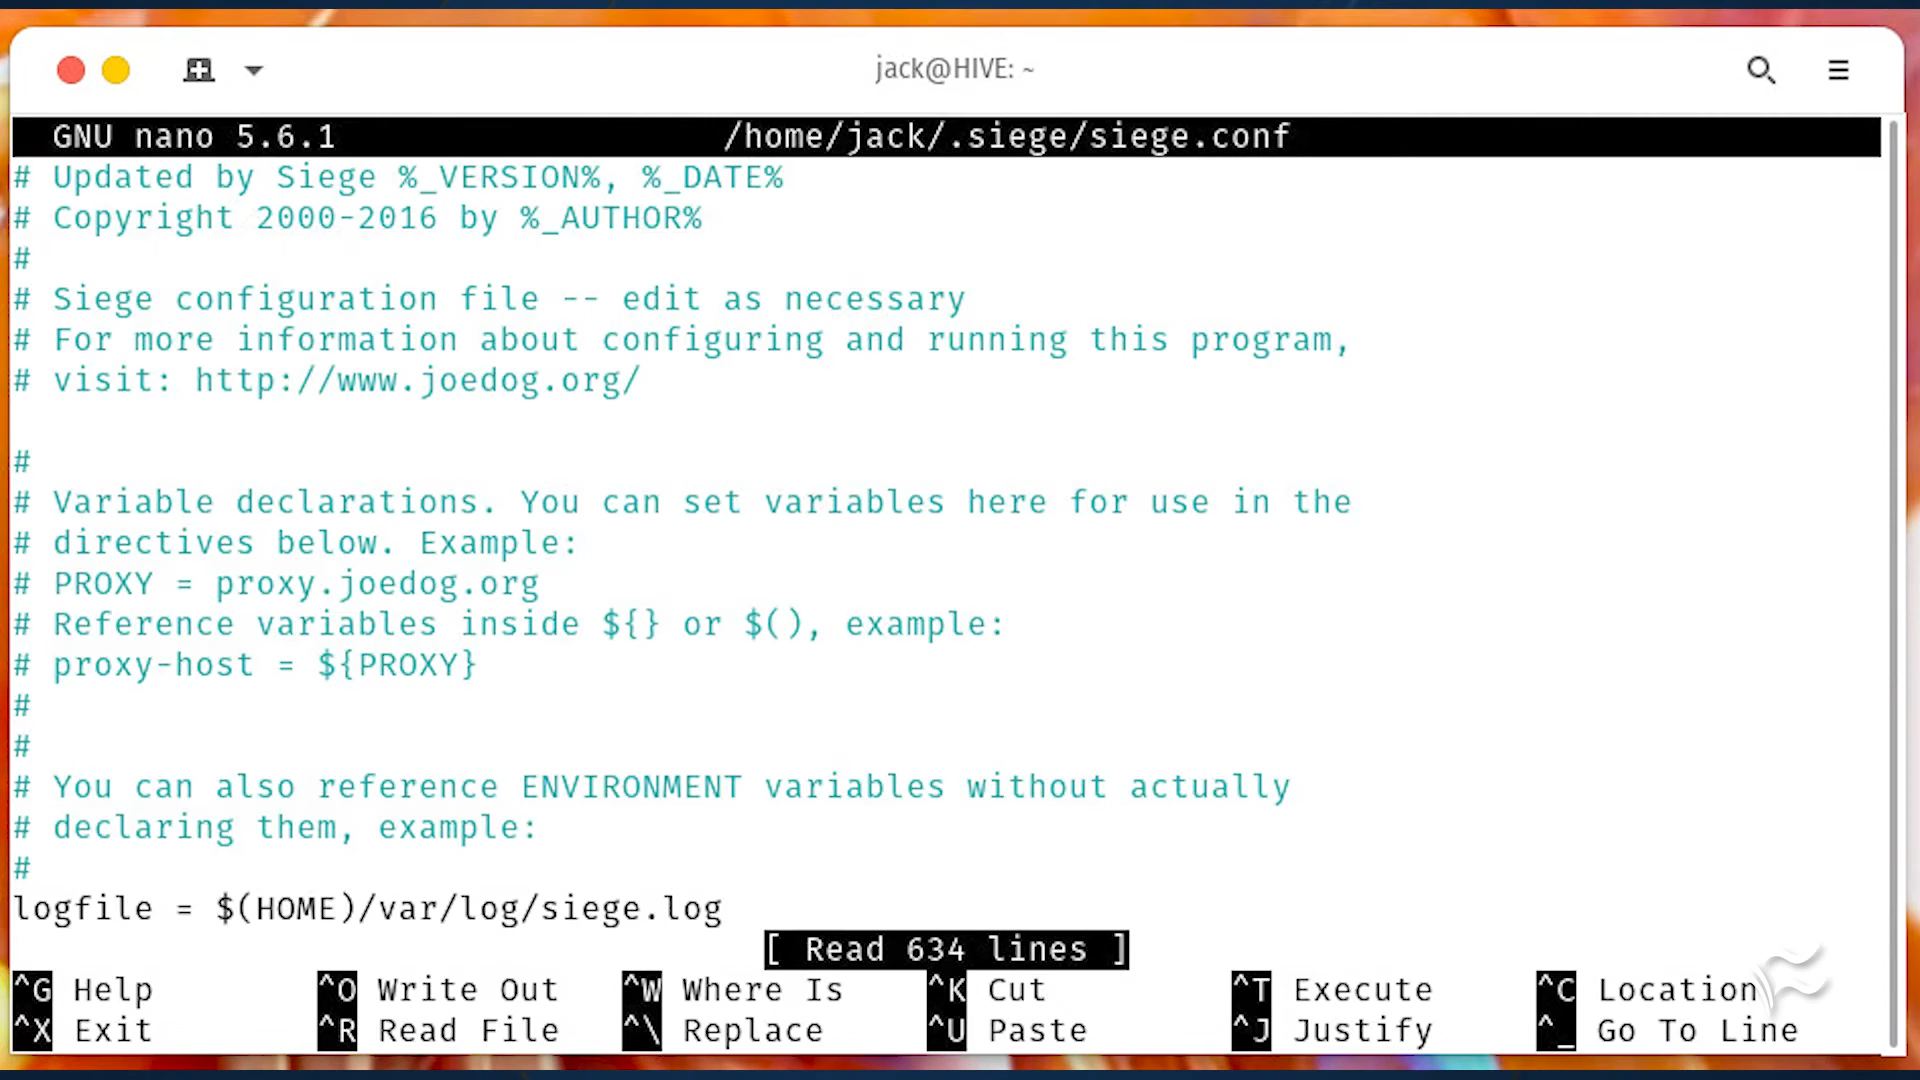 jack@HIVE: ~
GNU nano 5.6.1 /home/jack/.siege/siege.conf
# Updated by Siege %_VERSION%, %_DATE%
# Copyright 2000-2016 by %_AUTHOR%
#
# Siege configuration file -- edit as necessary
# For more information about configuring and running this program,
# visit: http://www.joedog.org/
#
# Variable declarations. You can set variables here for use in the
# directives below. Example:
# PROXY = proxy.joedog.org
# Reference variables inside ${} or $(), example:
# proxy-host = ${PROXY}
#
#
# You can also reference ENVIRONMENT variables without actually
# declaring them, example:
#
logfile = $(HOME)/var/log/siege.log
[ Read 634 lines ]
^G Help ^O Write Out ^W Where Is ^K Cut ^T Execute ^C Location
^X Exit ^R Read File ^\ Replace ^U Paste ^J Justify ^_ Go To Line